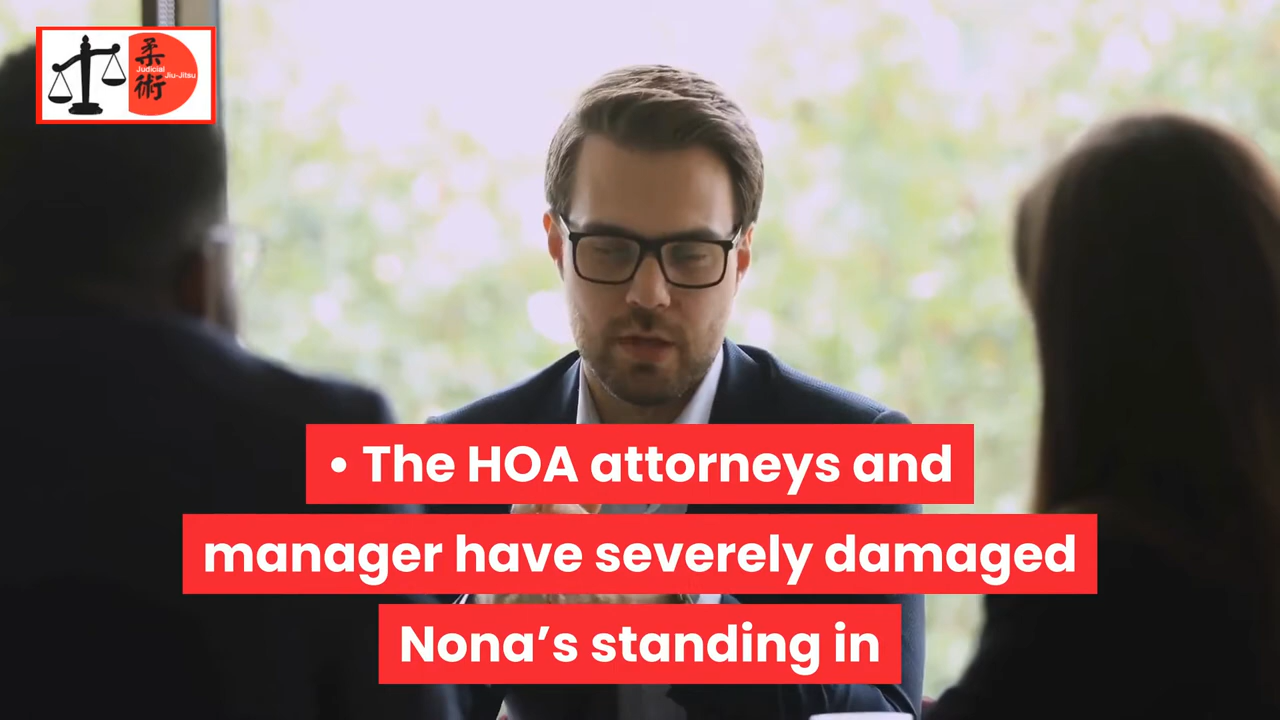 柔
Judicial
Jiu-Jitsu
術
• The HOA attorneys and
manager have severely damaged
Nona’s standing in